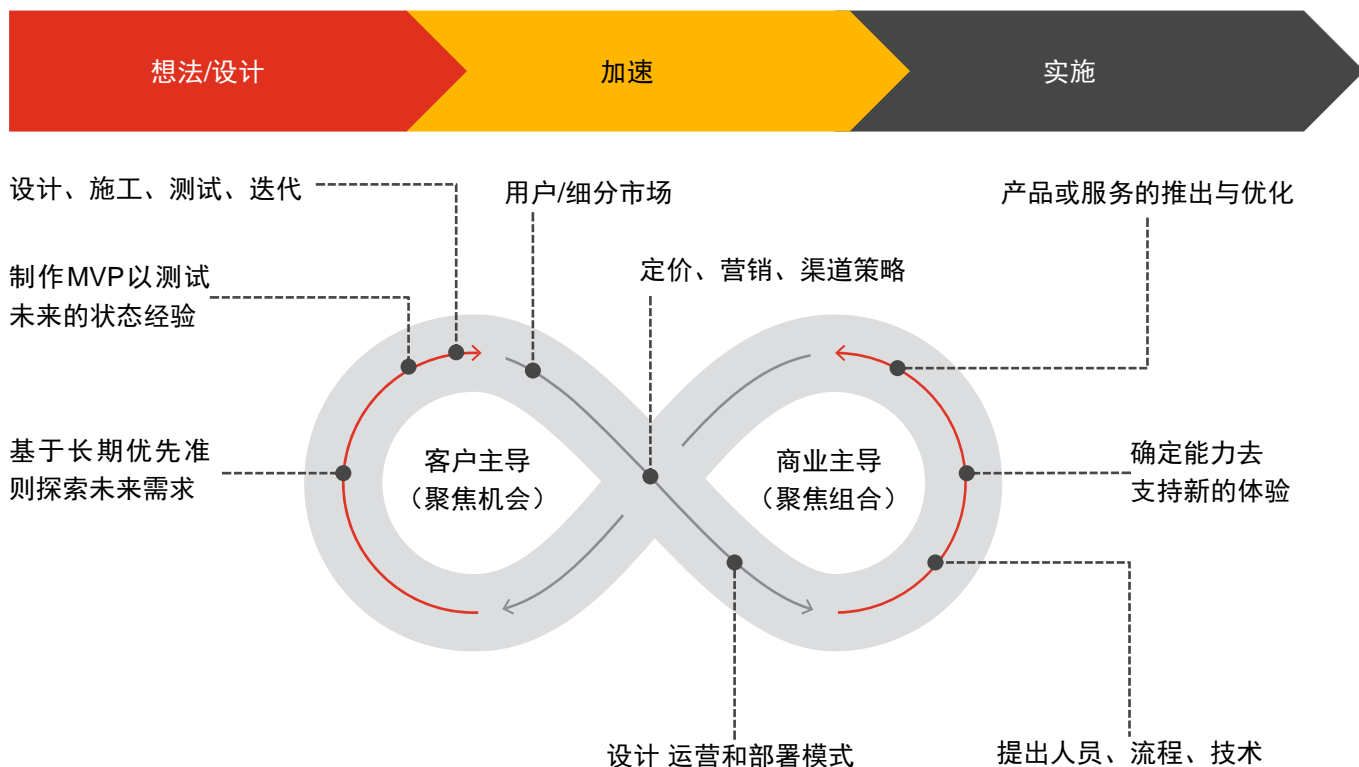 想法/设计
加速
实施
设计、施工、测试、迭代
用户/细分市场
产品或服务的推出与优化
制作MVP以测试
未来的状态经验
定价、营销、渠道策略
基于长期优先准
则探索未来需求
客户主导
（聚焦机会）
商业主导
（聚焦组合）
确定能力去
支持新的体验
设计 运营和部署模式
提出人员、流程、技术